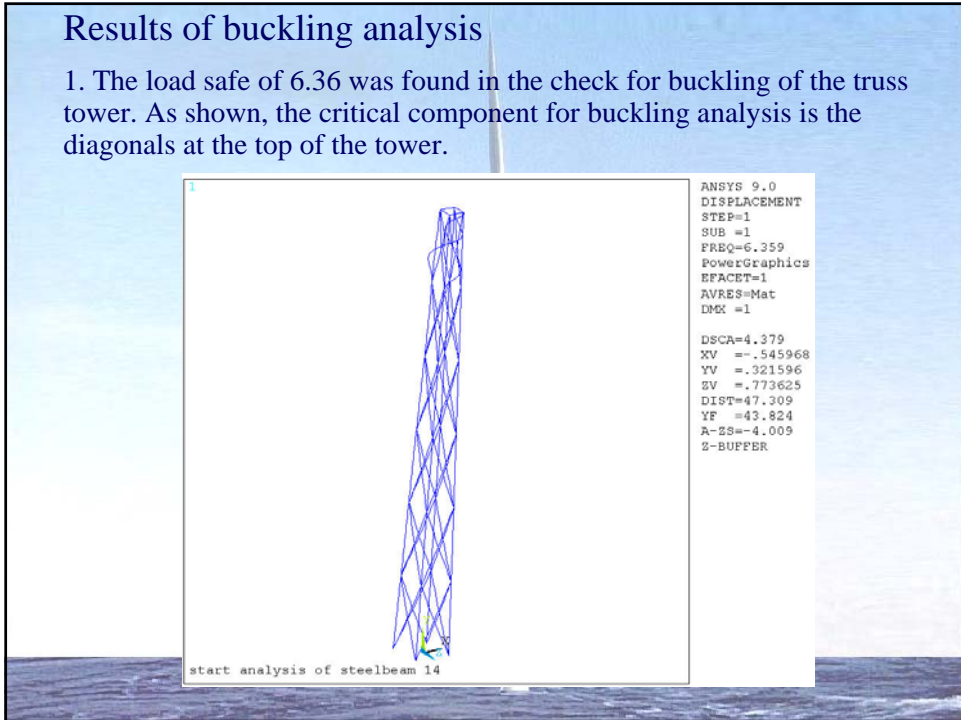 Results of buckling analysis
1. The load safe of 6.36 was found in the check for buckling of the truss
tower. As shown, the critical component for buckling analysis is the
diagonals at the top of the tower.
1
ANSYS 9.0
DISPLACEMENT
STEP=1
SUB =1
FREQ=6.359
PowerGraphics
EFACET=1
AVRES=Mat
DMX =1
DSCA=4.379
XV =-.545968
YV =.321596
ZV =.773625
DIST=47.309
YF =43.824
A-ZS=-4.009
Z-BUFFER
Y
X
Z
start analysis of steelbeam 14